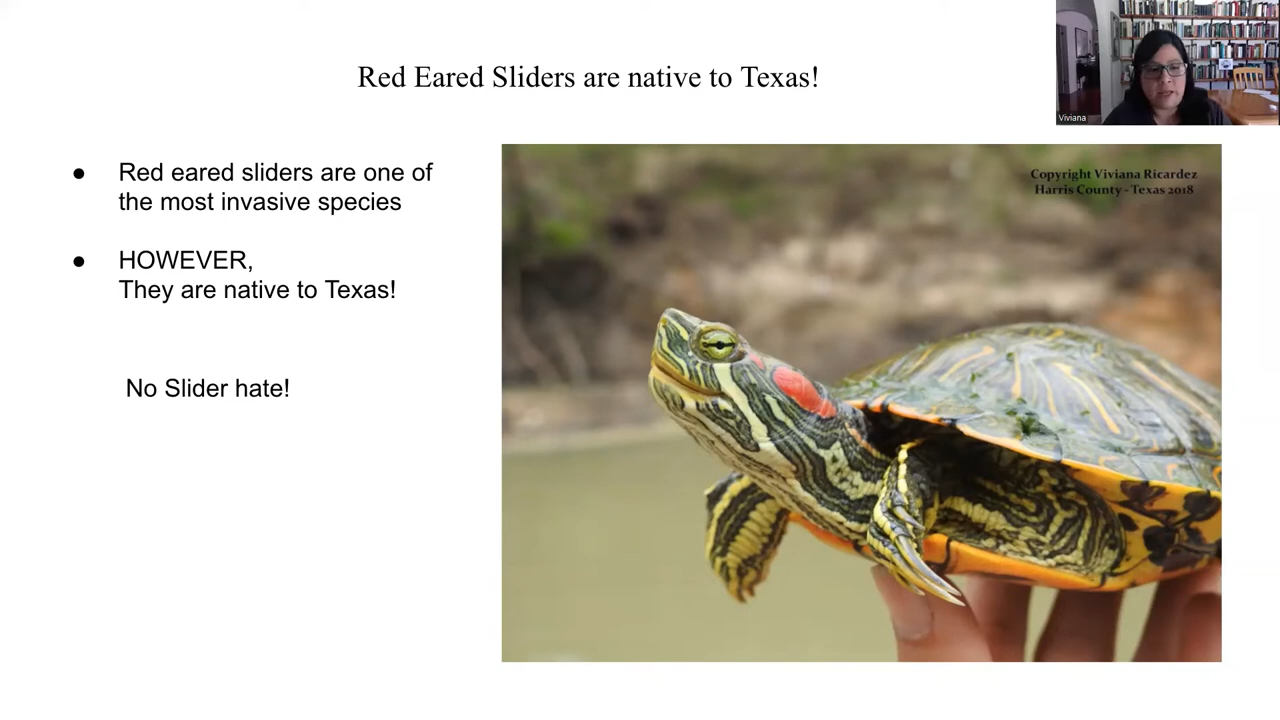 Red Eared Sliders are native to Texas!
Viviana
● Red eared sliders are one of
the most invasive species
● HOWEVER,
They are native to Texas!
No Slider hate!
Copyright Viviana Ricardez
Harris County - Texas 2018